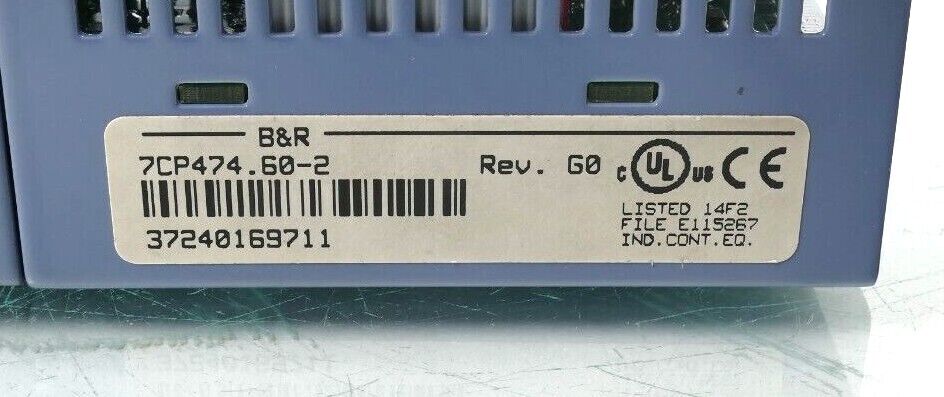 B&R
7CP474.60-2 Rev. G0
c UL us CE
37240169711
LISTED 14F2
FILE E115267
IND.CONT.EQ.